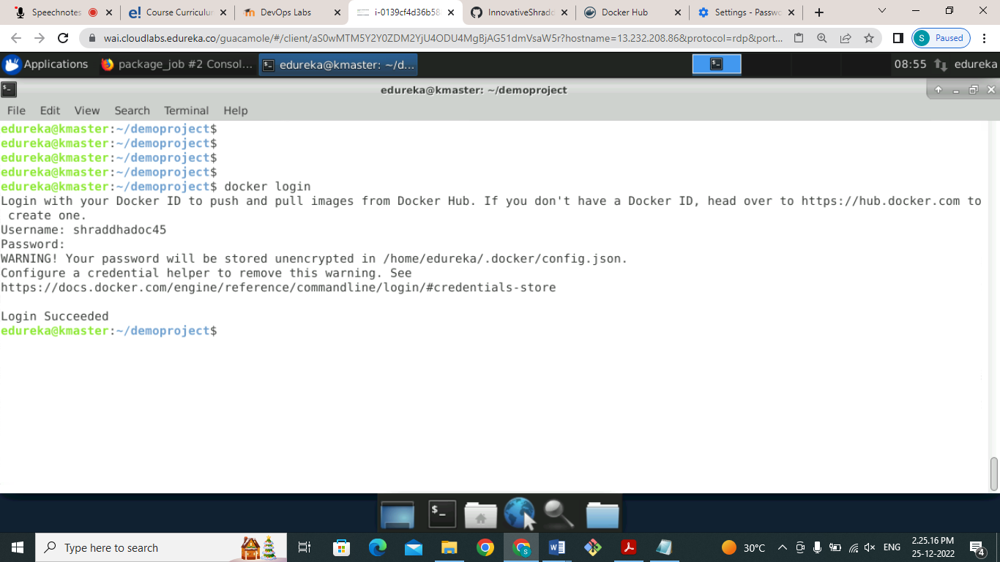 Speechnotes
Course Curriculur
DevOps Labs
i-0139cf4d36b58
InnovativeShrado
Docker Hub
Settings - Passwo
wai.cloudlabs.edureka.co/guacamole/#/client/aS0wMTM5Y2Y0ZDM2YjU4ODU4MgBjAG51dmVsaW5r?hostname=13.232.208.86&protocol=rdp&port...
S Paused
Applications
package_job #2 Consol...
edureka@kmaster: ~/d...
08:55
edureka
edureka@kmaster: ~/demoproject
File Edit View Search Terminal Help
edureka@kmaster:~/demoproject$
edureka@kmaster:~/demoproject$
edureka@kmaster:~/demoproject$
edureka@kmaster:~/demoproject$
edureka@kmaster:~/demoproject$ docker login
Login with your Docker ID to push and pull images from Docker Hub. If you don't have a Docker ID, head over to https://hub.docker.com to
create one.
Username: shraddhadoc45
Password:
WARNING! Your password will be stored unencrypted in /home/edureka/.docker/config.json.
Configure a credential helper to remove this warning. See
https://docs.docker.com/engine/reference/commandline/login/#credentials-store
Login Succeeded
edureka@kmaster:~/demoproject$
Type here to search
30°C
ENG
2.25.16 PM
25-12-2022
4